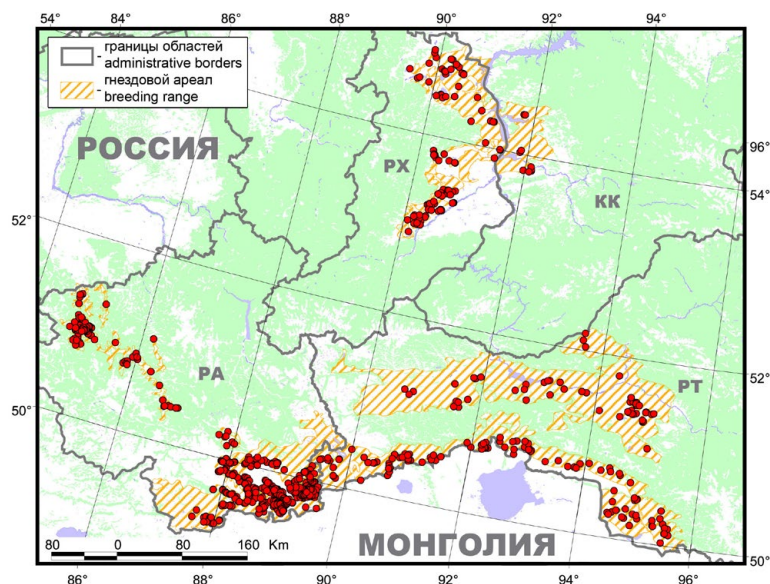 54° 84° 86° 88° 90° 92° 94°
границы областей
- administrative borders
гнездовой ареал
- breeding range
РОССИЯ
РХ
96°
КК
54°
52°
РА
РТ
52°
50°
80 0 80 160 Km
МОНГОЛИЯ
50°
86° 88° 90° 92° 94° 96°